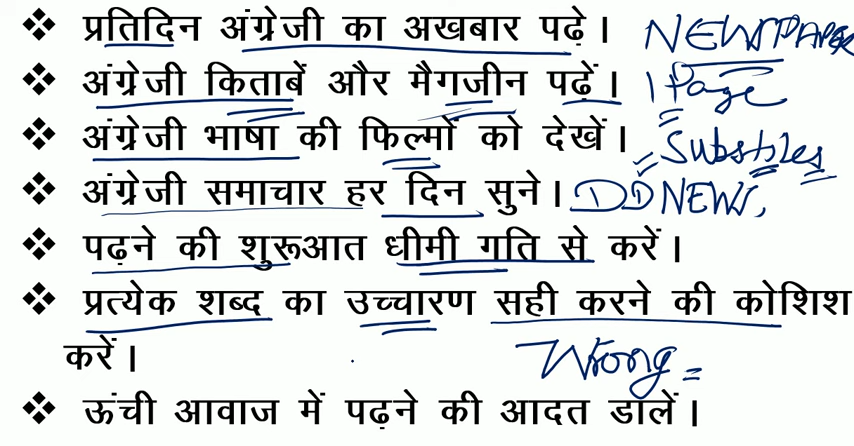 ❖ प्रतिदिन अंग्रेजी का अखबार पढ़े। NEWSPAPER
❖ अंग्रेजी किताबें और मैगजीन पढ़ें। 1 Page
❖ अंग्रेजी भाषा की फिल्मों को देखें। Substiles
❖ अंग्रेजी समाचार हर दिन सुने। DD NEWS,
❖ पढ़ने की शुरूआत धीमी गति से करें।
❖ प्रत्येक शब्द का उच्चारण सही करने की कोशिश
करें। Wrong =
❖ ऊंची आवाज में पढ़ने की आदत डालें।